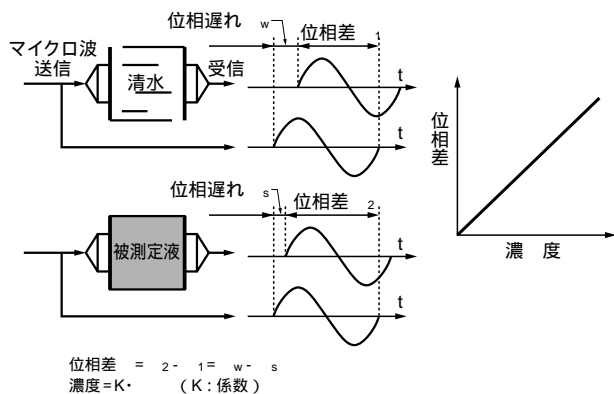 位相遅れ w 位相差 1
マイクロ波
送信
清水
受信
t
t
位相遅れ s 位相差 2
被測定液
t
t
位相差
濃 度
位相差 = 2- 1= w- s
濃度=K・ (K:係数)